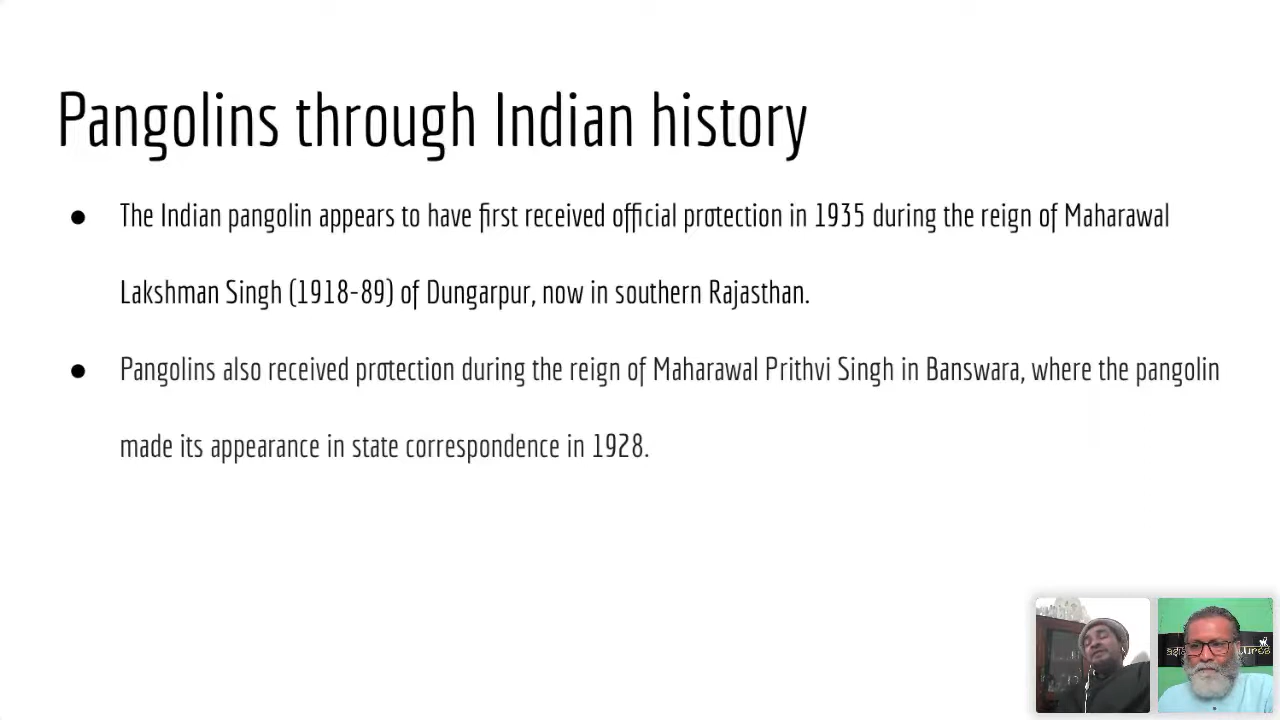 Pangolins through Indian history
● The Indian pangolin appears to have first received official protection in 1935 during the reign of Maharawal
Lakshman Singh (1918-89) of Dungarpur, now in southern Rajasthan.
● Pangolins also received protection during the reign of Maharawal Prithvi Singh in Banswara, where the pangolin
made its appearance in state correspondence in 1928.